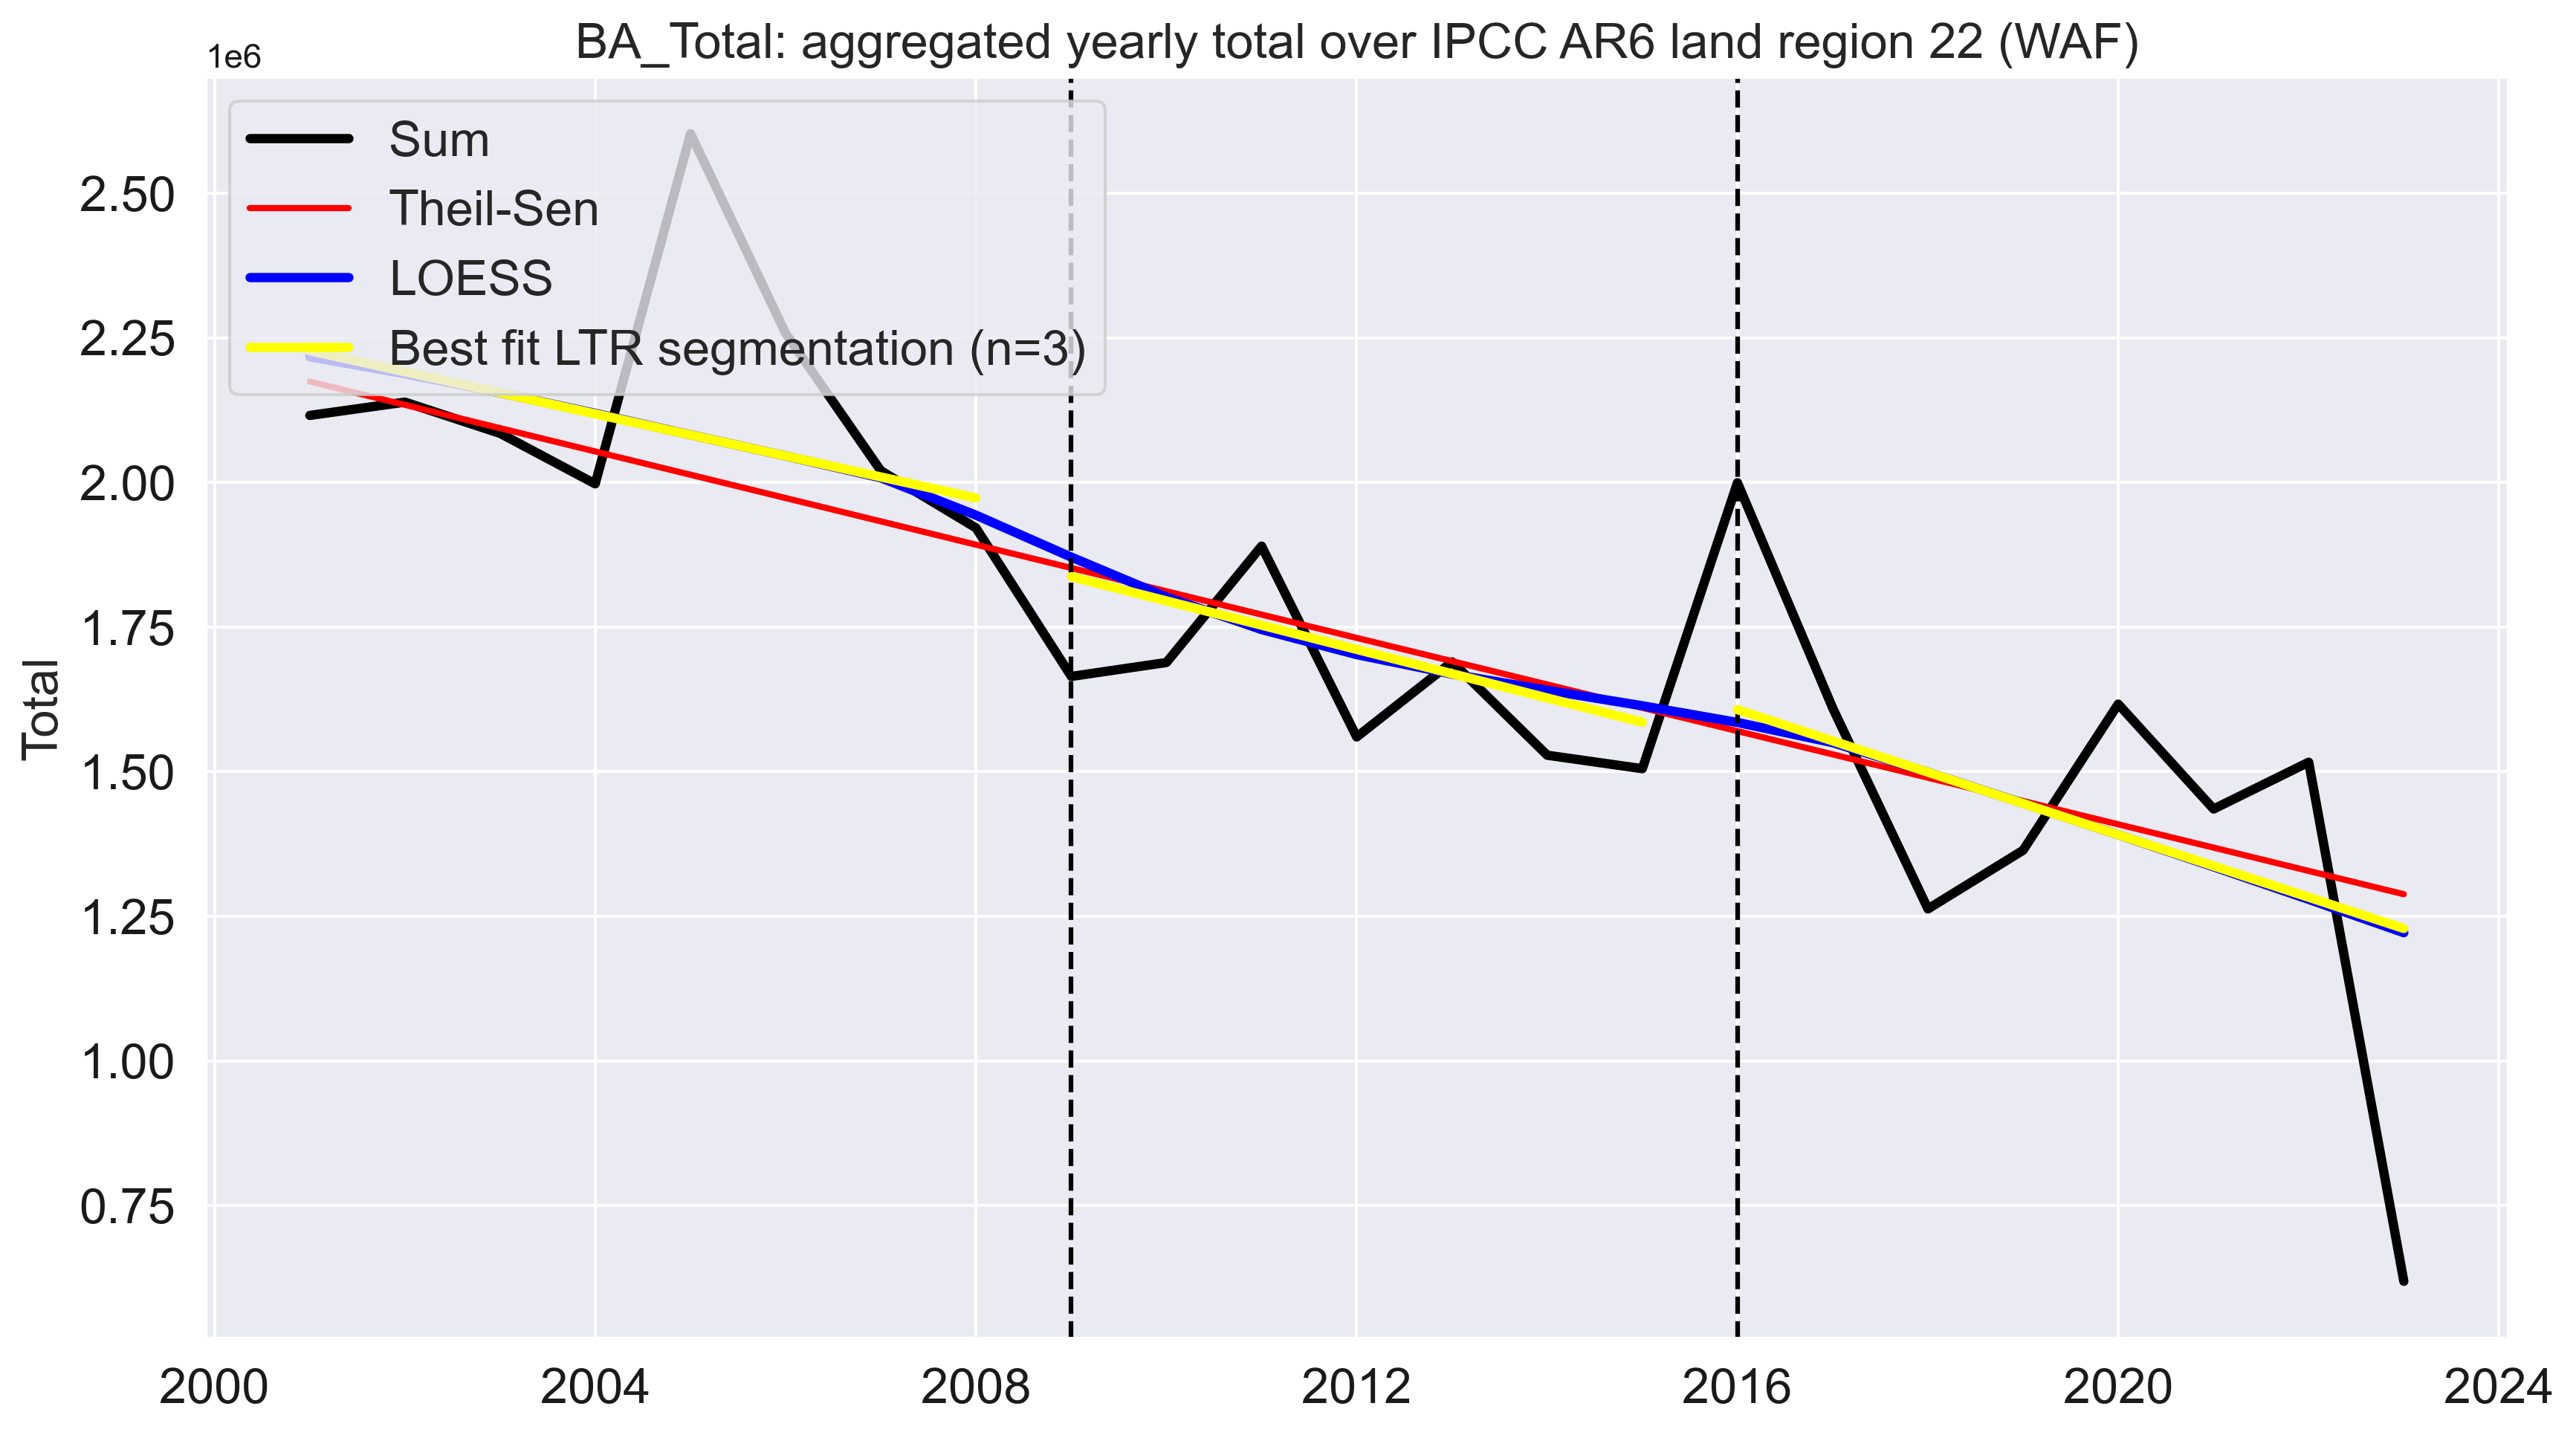 BA_Total: aggregated yearly total over IPCC AR6 land region 22 (WAF)
1e6
Sum
Theil-Sen
LOESS
Best fit LTR segmentation (n=3)
2.50
2.25
2.00
1.75
1.50
1.25
1.00
0.75
Total
2000 2004 2008 2012 2016 2020 2024